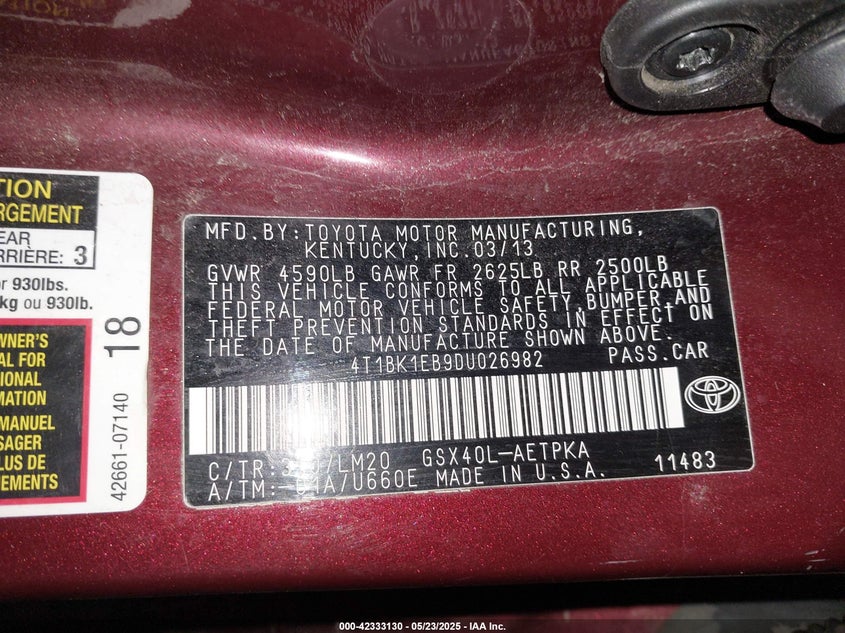 TION
RGEMENT
EAR
RRIÈRE: 3
r 930lbs.
kg ou 930lb.
WNER'S
AL FOR
IONAL
MATION
MANUEL
SSAGER
PLUS DE
EMENTS
18
42661-07140
MFD. BY: TOYOTA MOTOR MANUFACTURING,
KENTUCKY, INC. 03/13
GVWR 4590LB GAWR FR 2625LB RR 2500LB
THIS VEHICLE CONFORMS TO ALL APPLICABLE
FEDERAL MOTOR VEHICLE SAFETY, BUMPER, AND
THEFT PREVENTION STANDARDS IN EFFECT ON
THE DATE OF MANUFACTURE SHOWN ABOVE.
4T1BK1EB9DU026982 PASS. CAR
C/TR: /LM20 GSX40L-AETPKA
A/TM: /U660E MADE IN U.S.A. 11483
000-42333130 - 05/23/2025 - IAA Inc.